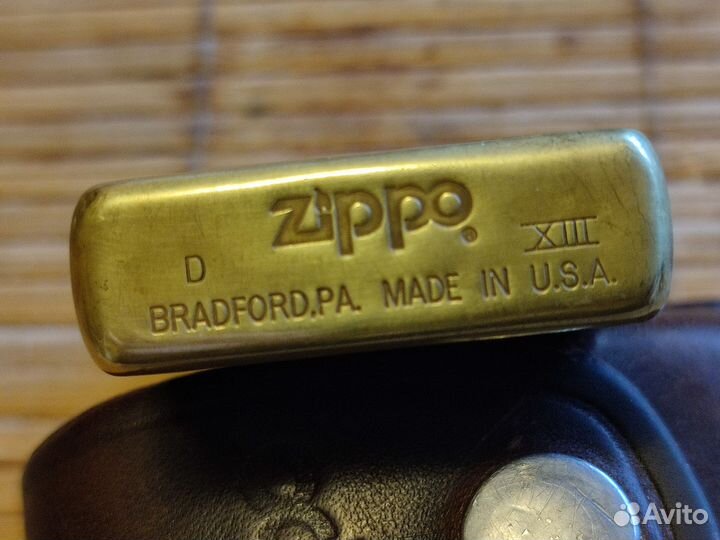 Zippo®
D XIII
BRADFORD,PA. MADE IN U.S.A.
Avito